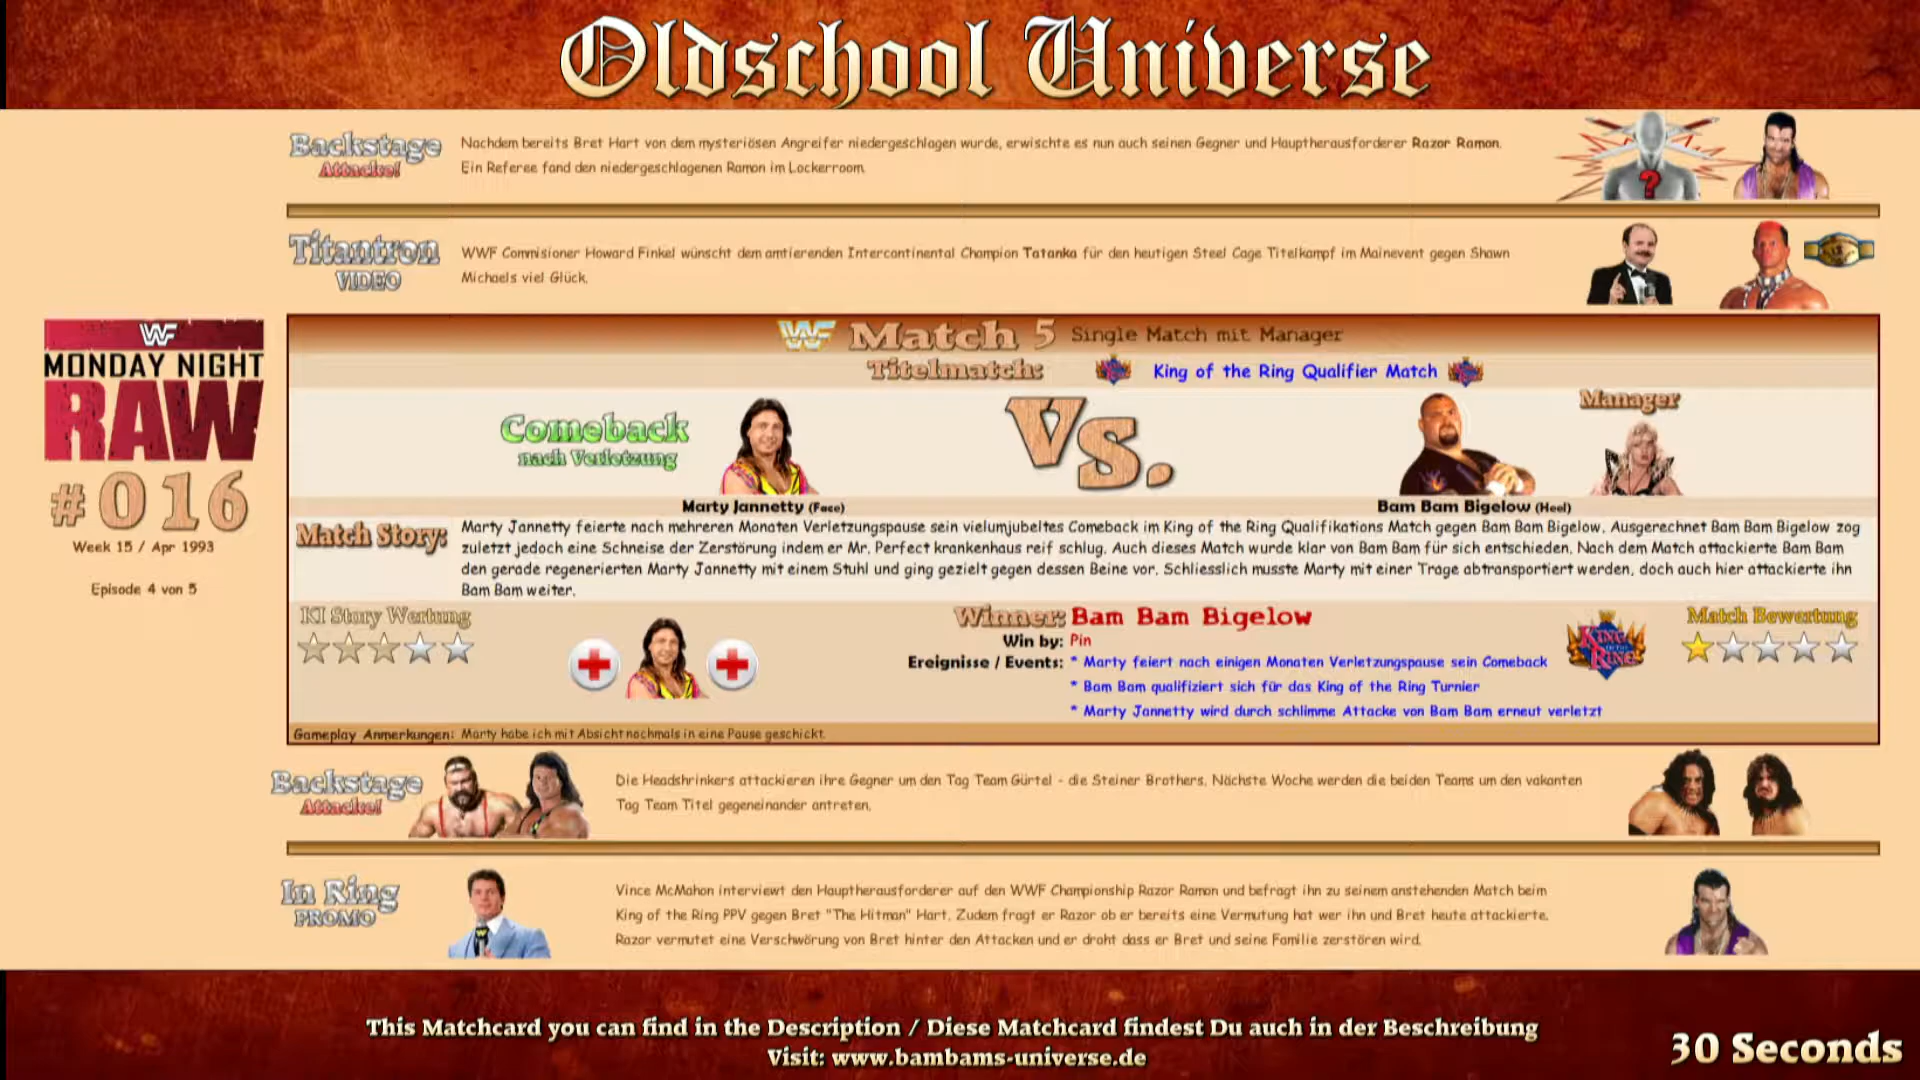 Oldschool Universe
Backstage
Attacke!
Nachdem bereits Bret Hart von dem mysteriösen Angreifer niedergeschlagen wurde, erwischte es nun auch seinen Gegner und Hauptherausforderer Razor Ramon.
Ein Referee fand den niedergeschlagenen Ramon im Lockerroom.
?
Titantron
VIDEO
WWF Commisioner Howard Finkel wünscht dem amtierenden Intercontinental Champion Tatanka für den heutigen Steel Cage Titelkampf im Mainevent gegen Shawn
Michaels viel Glück.
WWF
MONDAY NIGHT
RAW
#016
Week 15 / Apr 1993
Episode 4 von 5
WWF Match 5 Single Match mit Manager
Titelmatch: King of the Ring Qualifier Match
Comeback
nach Verletzung
Vs.
Manager
Marty Jannetty (Face)
Bam Bam Bigelow (Heel)
Match Story:
Marty Jannetty feierte nach mehreren Monaten Verletzungspause sein vielumjubeltes Comeback im King of the Ring Qualifikations Match gegen Bam Bam Bigelow. Ausgerechnet Bam Bam Bigelow zog
zuletzt jedoch eine Schneise der Zerstörung indem er Mr. Perfect krankenhaus reif schlug. Auch dieses Match wurde klar von Bam Bam für sich entschieden. Nach dem Match attackierte Bam Bam
den gerade regenerierten Marty Jannetty mit einem Stuhl und ging gezielt gegen dessen Beine vor. Schliesslich musste Marty mit einer Trage abtransportiert werden, doch auch hier attackierte ihn
Bam Bam weiter.
KI Story Wertung
Winner: Bam Bam Bigelow
Win by: Pin
Ereignisse / Events: * Marty feiert nach einigen Monaten Verletzungspause sein Comeback
* Bam Bam qualifiziert sich für das King of the Ring Turnier
* Marty Jannetty wird durch schlimme Attacke von Bam Bam erneut verletzt
KING OF THE RING
Match Bewertung
Gameplay Anmerkungen: Marty habe ich mit Absicht nochmals in eine Pause geschickt.
Backstage
Attacke!
Die Headshrinkers attackieren ihre Gegner um den Tag Team Gürtel - die Steiner Brothers. Nächste Woche werden die beiden Teams um den vakanten
Tag Team Titel gegeneinander antreten.
In Ring
PROMO
Vince McMahon interviewt den Hauptherausforderer auf den WWF Championship Razor Ramon und befragt ihn zu seinem anstehenden Match beim
King of the Ring PPV gegen Bret "The Hitman" Hart. Zudem fragt er Razor ob er bereits eine Vermutung hat wer ihn und Bret heute attackierte.
Razor vermutet eine Verschwörung von Bret hinter den Attacken und er droht dass er Bret und seine Familie zerstören wird.
This Matchcard you can find in the Description / Diese Matchcard findest Du auch in der Beschreibung
Visit: www.bambams-universe.de
30 Seconds